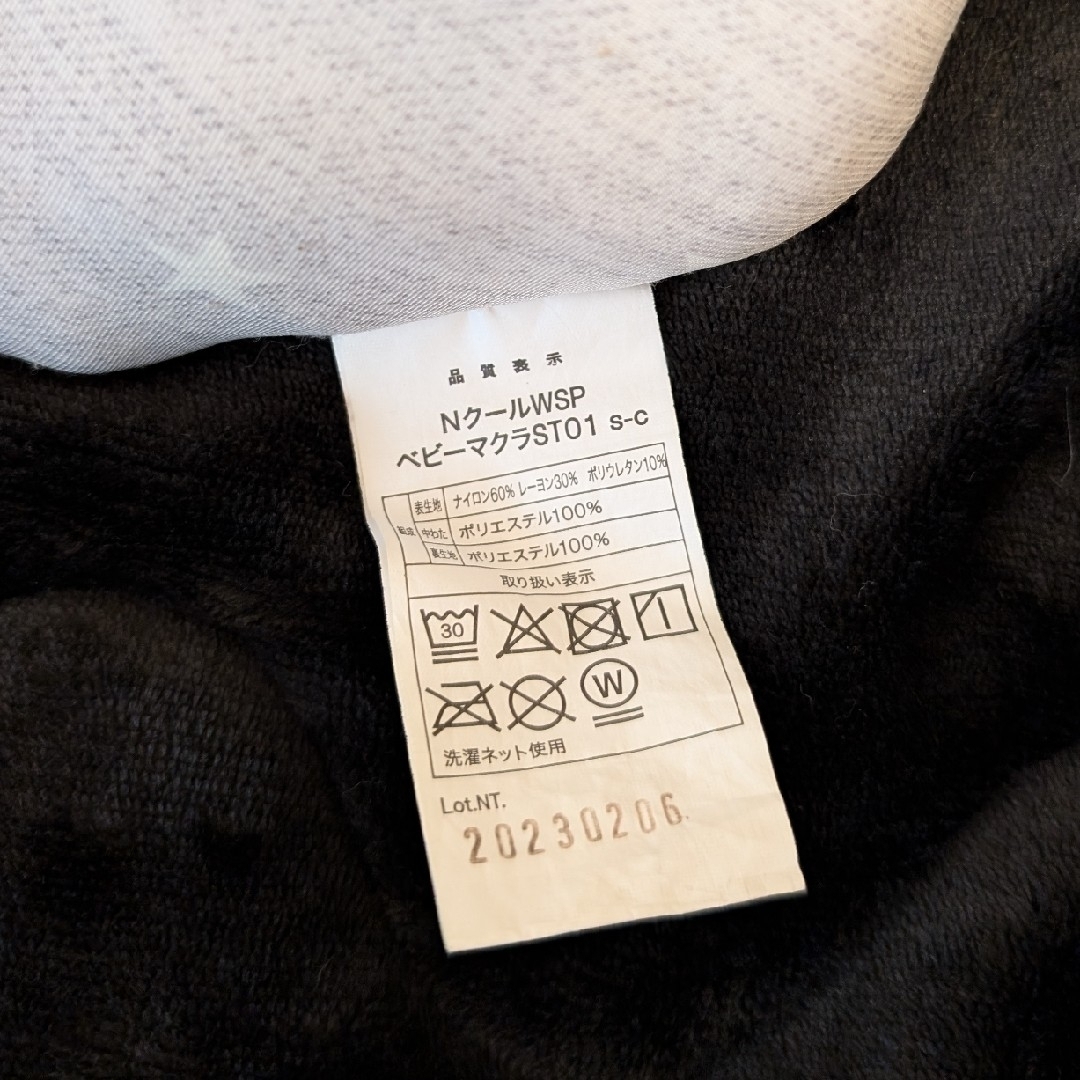 品質表示
NクールWSP
ベビーマクラST01 S-C
組成
表生地 ナイロン60% レーヨン30% ポリウレタン10%
中わた ポリエステル100%
裏生地 ポリエステル100%
取り扱い表示
30
W
洗濯ネット使用
Lot.NT.
20230206